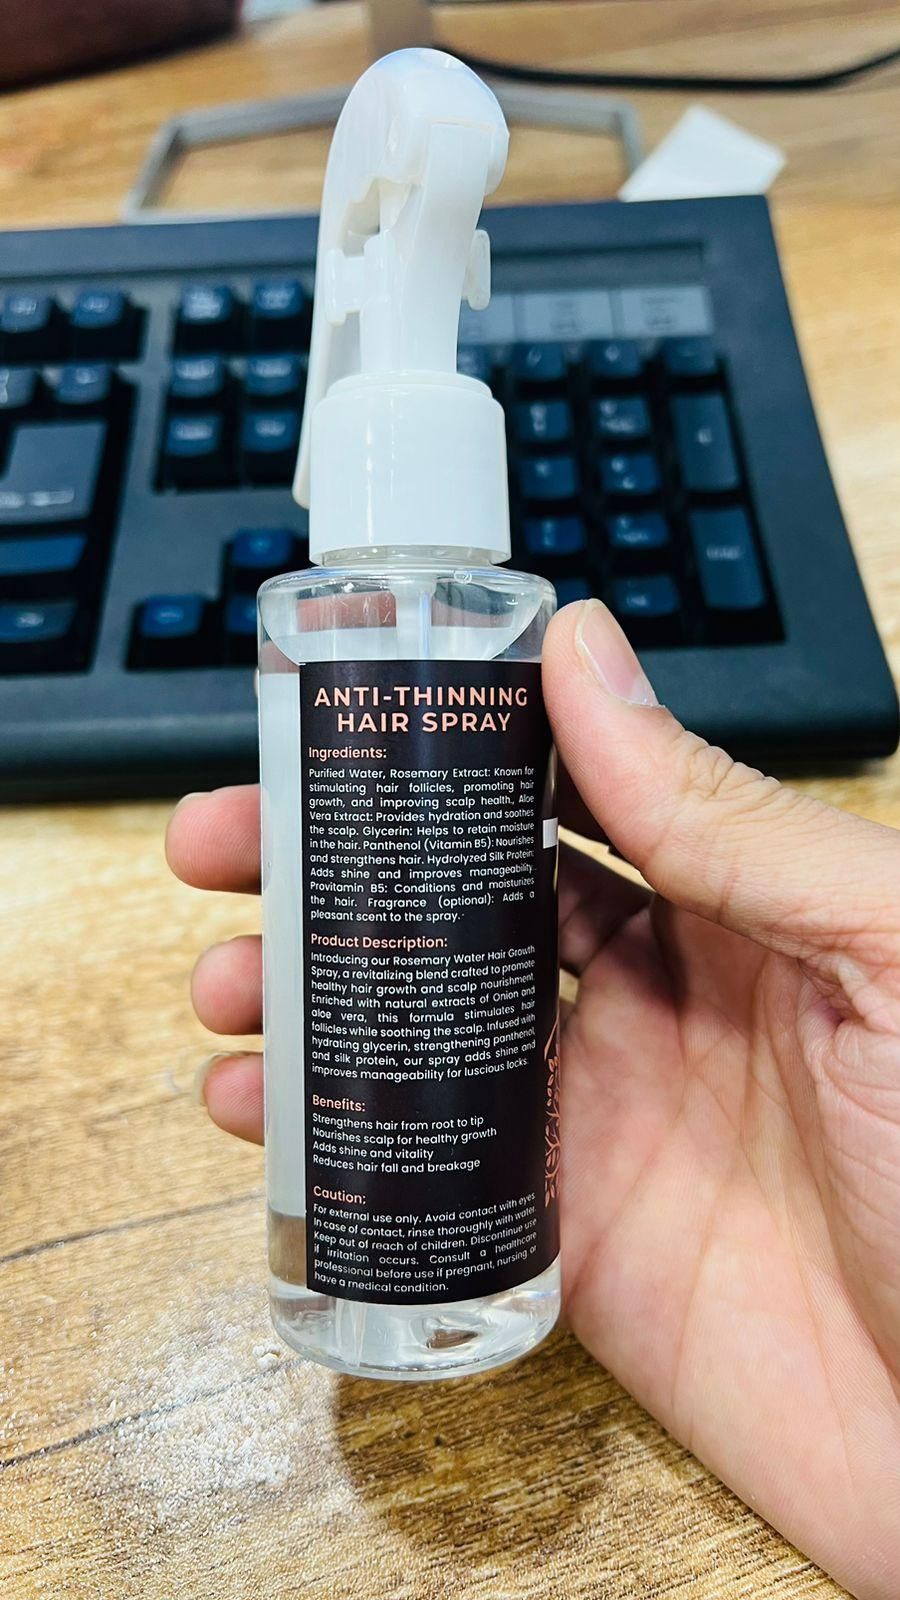 ANTI-THINNING
HAIR SPRAY
Ingredients:
Purified Water, Rosemary Extract: Known for
stimulating hair follicles, promoting hair
growth, and improving scalp health., Aloe
Vera Extract: Provides hydration and soothes
the scalp. Glycerin: Helps to retain moisture
in the hair. Panthenol (Vitamin B5): Nourishes
and strengthens hair. Hydrolyzed Silk Protein:
Adds shine and improves manageability.
Provitamin B5: Conditions and moisturizes
the hair. Fragrance (optional): Adds a
pleasant scent to the spray.
Product Description:
Introducing our Rosemary Water Hair Growth
Spray, a revitalizing blend crafted to promote
healthy hair growth and scalp nourishment.
Enriched with natural extracts of Onion and
aloe vera, this formula stimulates hair
follicles while soothing the scalp. Infused with
hydrating glycerin, strengthening panthenol,
and silk protein, our spray adds shine and
improves manageability for luscious locks.
Benefits:
Strengthens hair from root to tip
Nourishes scalp for healthy growth
Adds shine and vitality
Reduces hair fall and breakage
Caution:
For external use only. Avoid contact with eyes.
In case of contact, rinse thoroughly with water.
Keep out of reach of children. Discontinue use
if irritation occurs. Consult a healthcare
professional before use if pregnant, nursing or
have a medical condition.